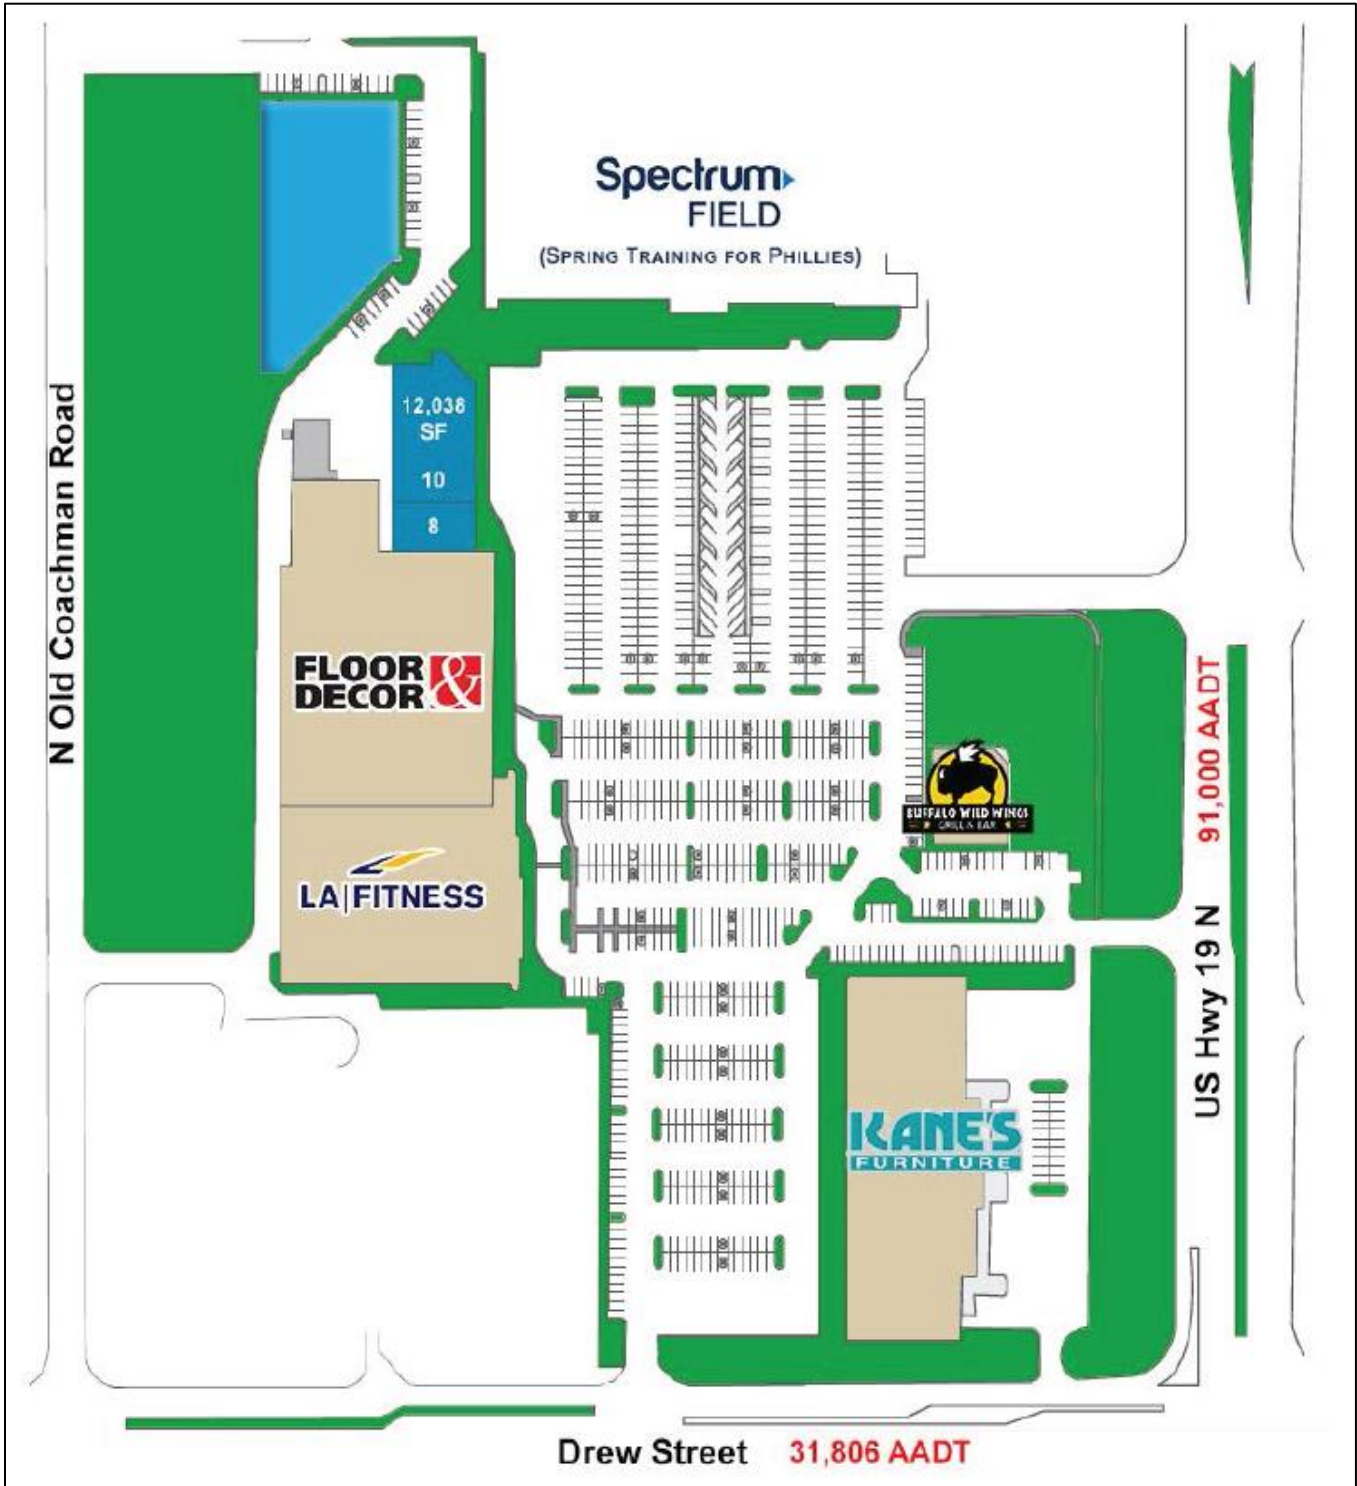 Spectrum
FIELD
(SPRING TRAINING FOR PHILLIES)
12,038
SF
10
8
N Old Coachman Road
FLOOR &
DECOR
91,000 AADT
BUFFALO WILD WINGS
GRILL & BAR
LA|FITNESS
US Hwy 19 N
KANE'S
FURNITURE
Drew Street 31,806 AADT